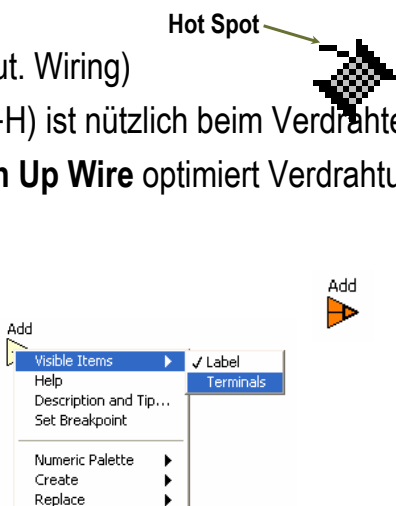 Hot Spot
ut. Wiring)
-H) ist nützlich beim Verdrahte
n Up Wire optimiert Verdrahtu
Add
Add
Visible Items
✓ Label
Help
Terminals
Description and Tip...
Set Breakpoint
Numeric Palette
Create
Replace